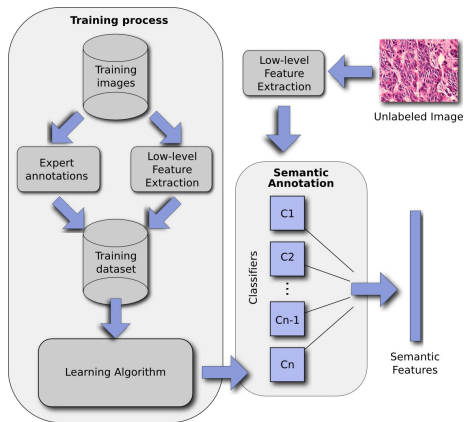 Training process
Training
images
Expert
annotations
Low-level
Feature
Extraction
Training
dataset
Learning Algorithm
Low-level
Feature
Extraction
Unlabeled Image
Semantic
Annotation
Classifiers
C1
C2
Cn-1
Cn
Semantic
Features